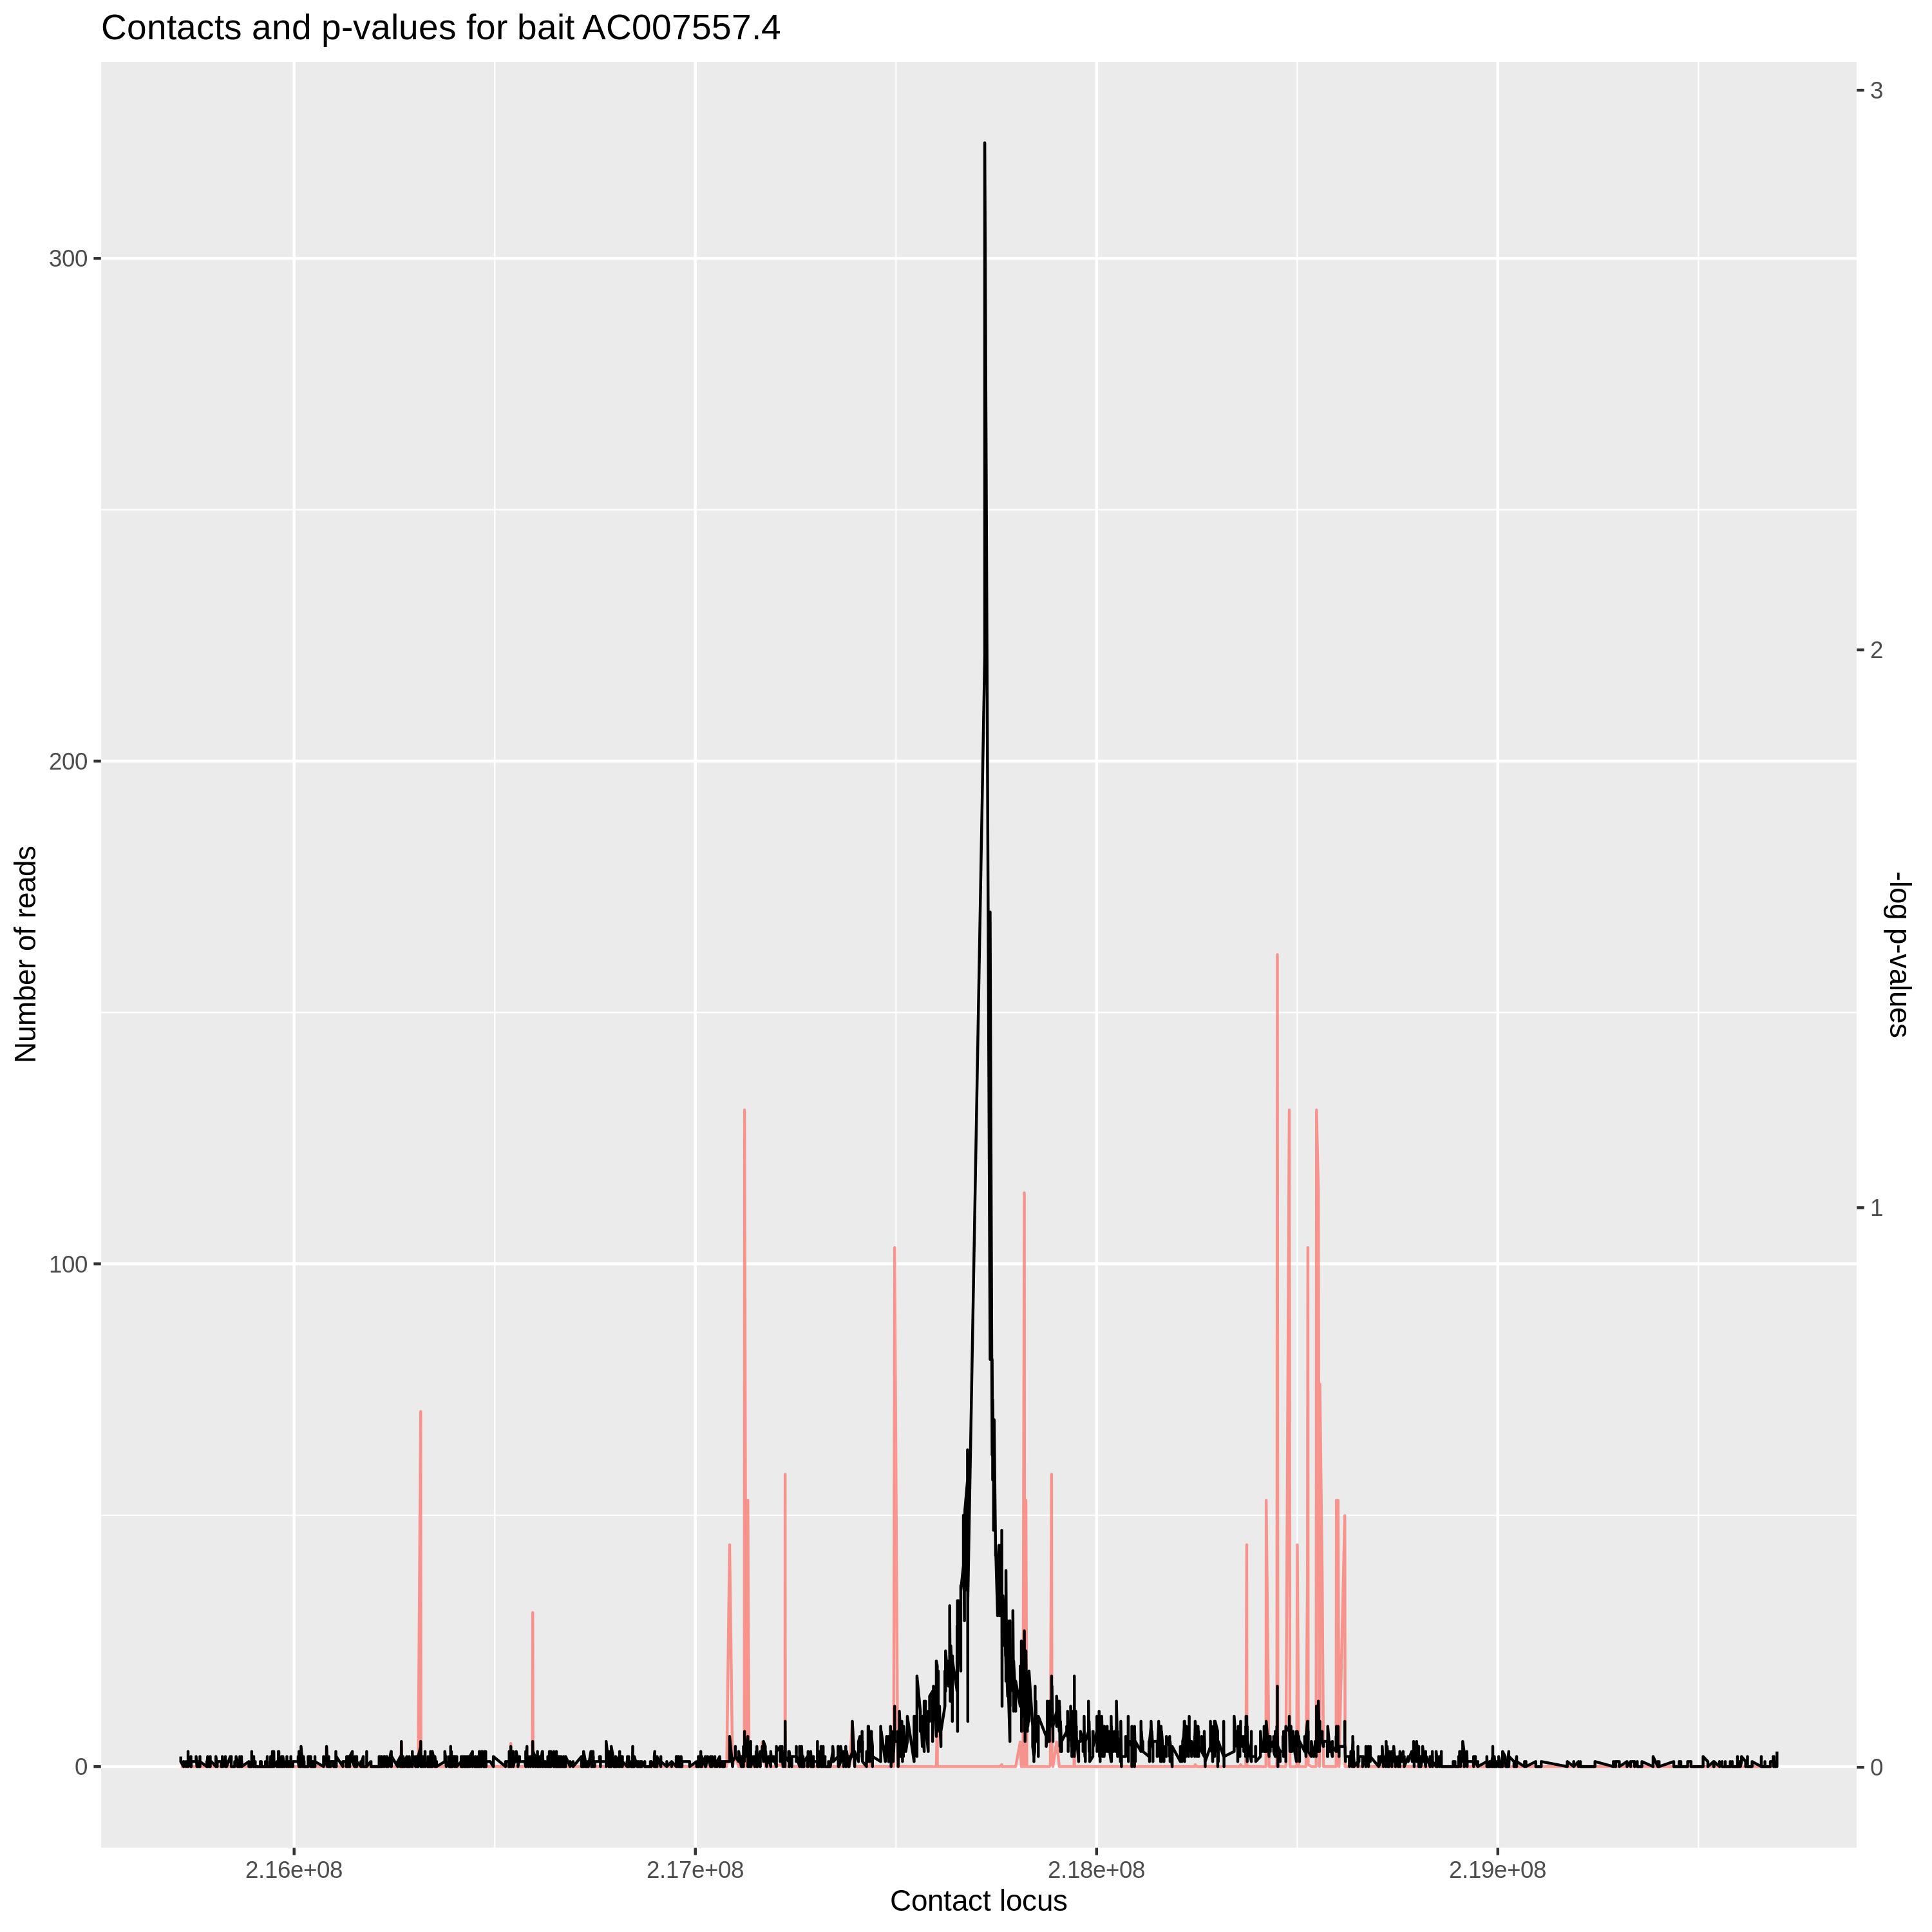 Contacts and p-values for bait AC007557.4
3
300
2
200
Number of reads
-log p-values
1
100
0
0
2.16e+08
2.17e+08
2.18e+08
2.19e+08
Contact locus